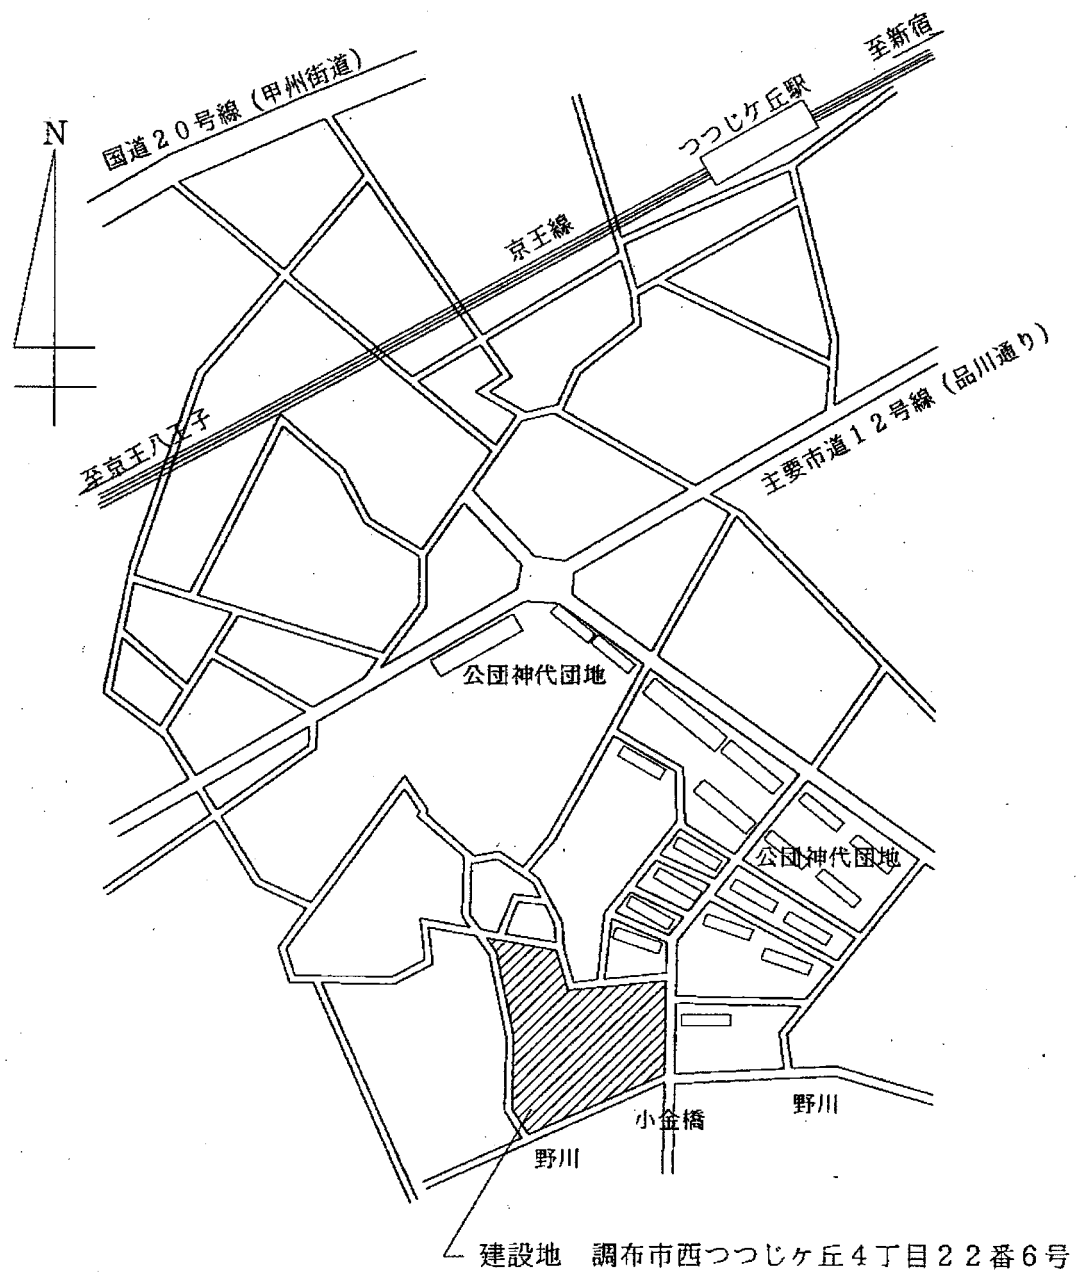 至新宿
国道20号線（甲州街道）
つつじケ丘駅
N
京王線
主要市道12号線（品川通り）
至京王八王子
公団神代団地
公団神代団地
野川
小金橋
野川
建設地　調布市西つつじヶ丘4丁目22番6号